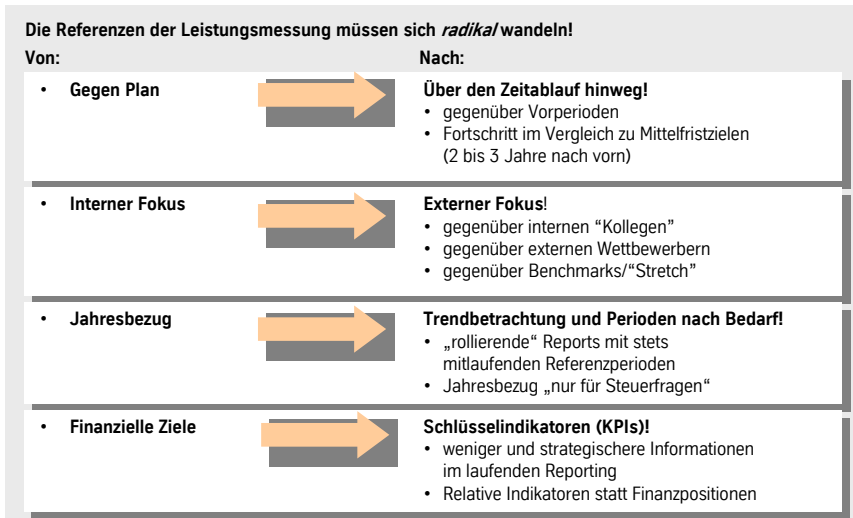 Die Referenzen der Leistungsmessung müssen sich radikal wandeln!
Von: Nach:
• Gegen Plan
Über den Zeitablauf hinweg!
• gegenüber Vorperioden
• Fortschritt im Vergleich zu Mittelfristzielen
(2 bis 3 Jahre nach vorn)
• Interner Fokus
Externer Fokus!
• gegenüber internen “Kollegen”
• gegenüber externen Wettbewerbern
• gegenüber Benchmarks/“Stretch”
• Jahresbezug
Trendbetrachtung und Perioden nach Bedarf!
• „rollierende“ Reports mit stets
mitlaufenden Referenzperioden
• Jahresbezug „nur für Steuerfragen“
• Finanzielle Ziele
Schlüsselindikatoren (KPIs)!
• weniger und strategischere Informationen
im laufenden Reporting
• Relative Indikatoren statt Finanzpositionen